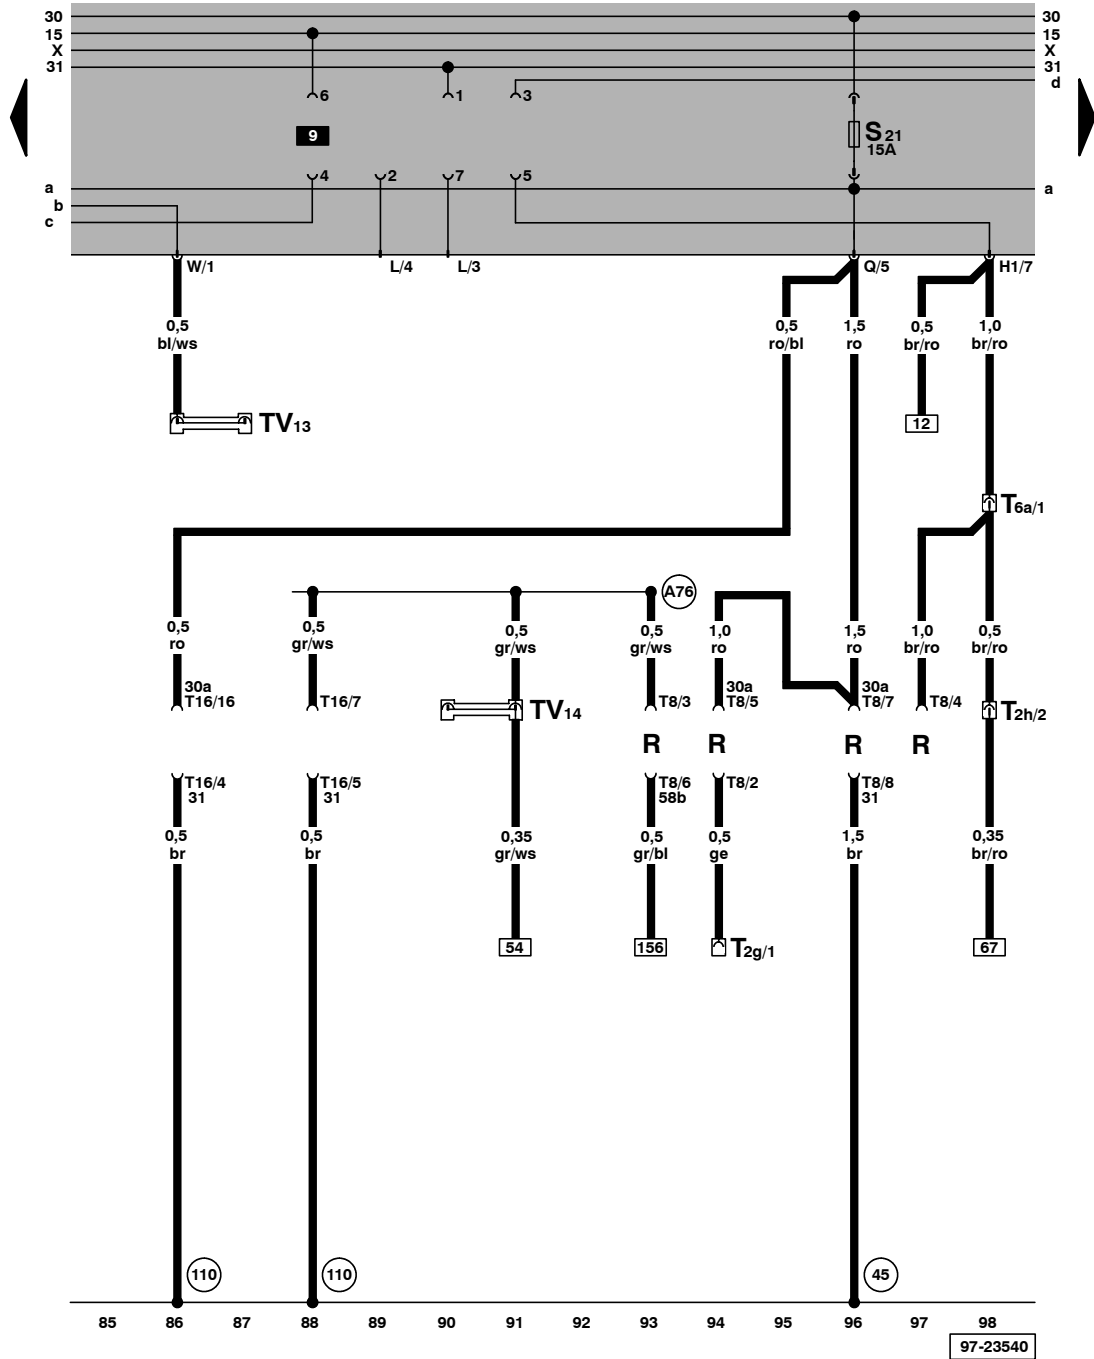 30 30
15 15
X X
31 31
d
6 1 3
9
S21
15A
4 2 7 5
a a
b
c
W/1 L/4 L/3 Q/5 H1/7
0,5 0,5 1,5 0,5 1,0
bl/ws ro/bl ro br/ro br/ro
TV13 12
T6a/1
A76
0,5 0,5 0,5 0,5 1,0 1,5 1,0 0,5
ro gr/ws gr/ws gr/ws ro ro br/ro br/ro
30a 30a 30a
T16/16 T16/7 T8/3 T8/5 T8/7 T8/4
TV14 T2h/2
R R R R
T16/4 T16/5 T8/6 T8/2 T8/8
31 31 58b 31
0,5 0,5 0,35 0,5 0,5 1,5 0,35
br br gr/ws gr/bl ge br br/ro
54 156 T2g/1 67
110 110 45
85 86 87 88 89 90 91 92 93 94 95 96 97 98
97-23540